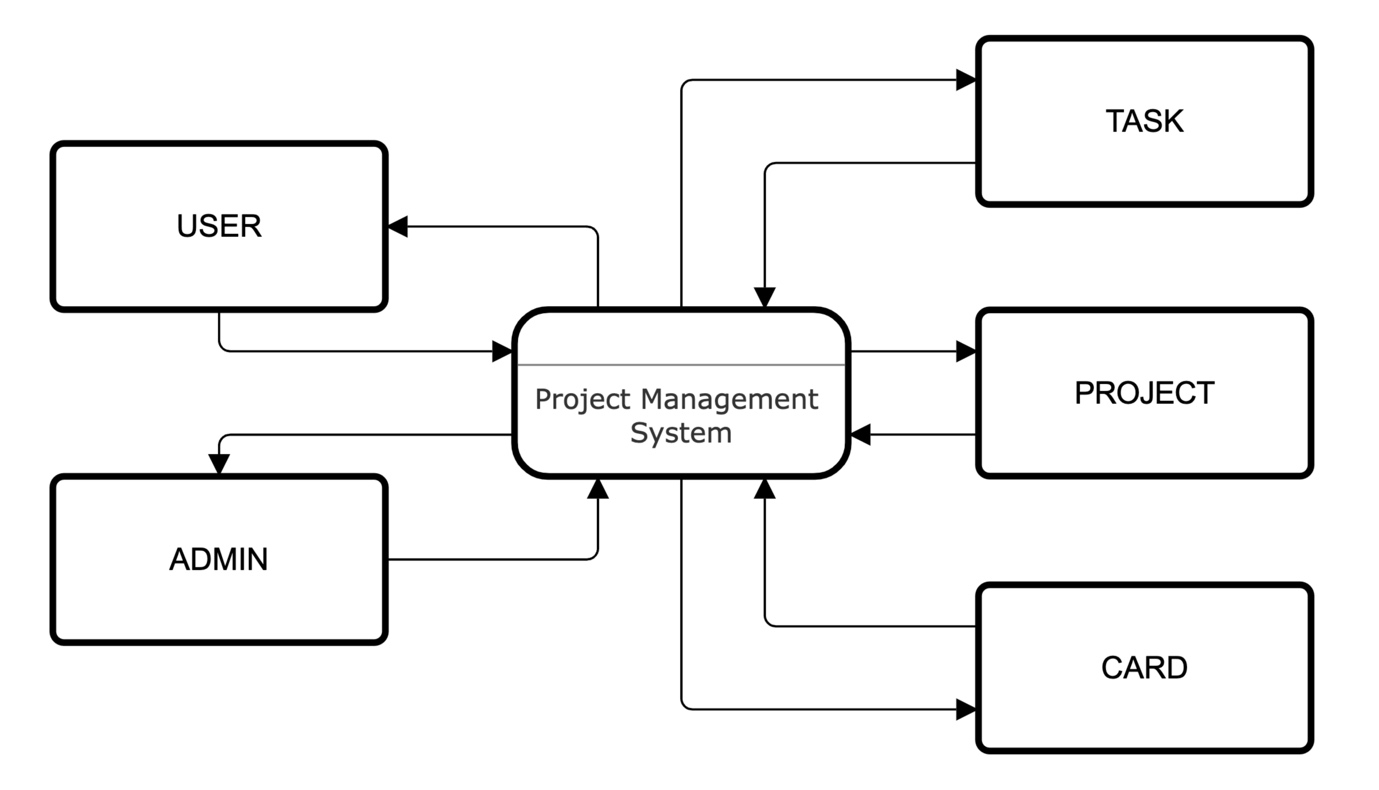 TASK
USER
Project Management
System
PROJECT
ADMIN
CARD